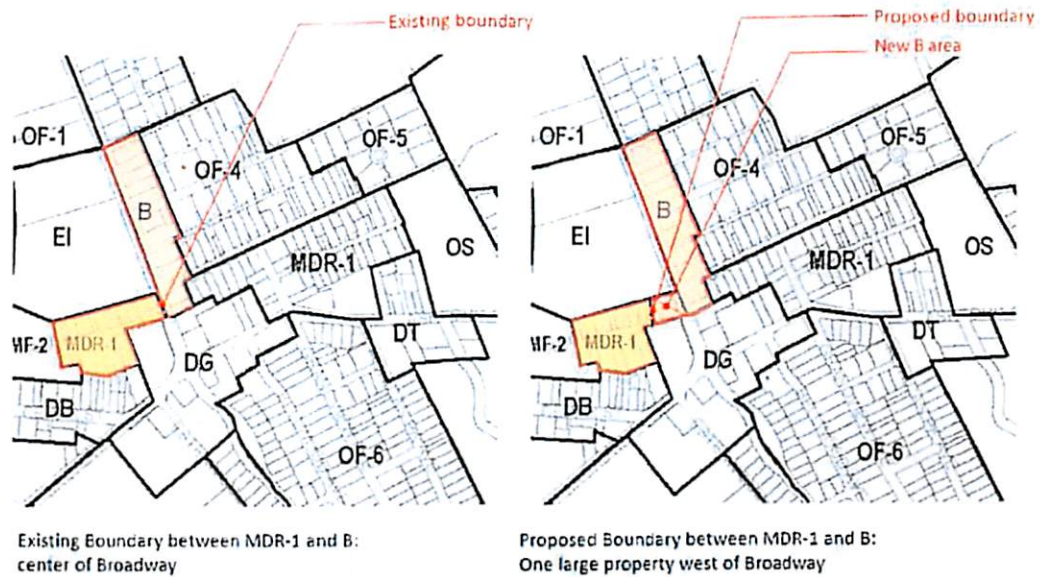 Existing boundary
Proposed boundary
New B area
OF-1
OF-4
OF-5
B
EI
MDR-1
OS
MF-2
MDR-1
DG
DT
DB
OF-6
OF-1
OF-4
OF-5
B
EI
MDR-1
OS
MF-2
MDR-1
DG
DT
DB
OF-6
Existing Boundary between MDR-1 and B:
center of Broadway
Proposed Boundary between MDR-1 and B:
One large property west of Broadway